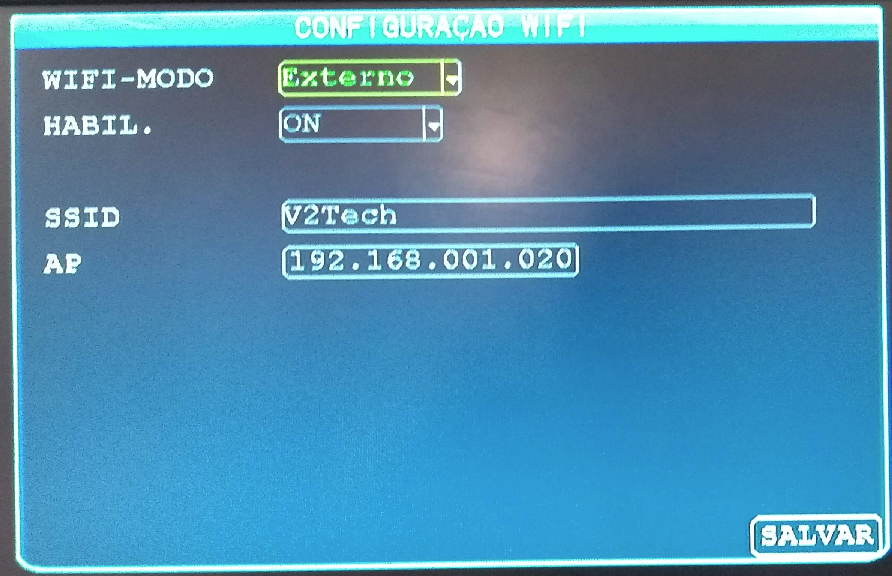 CONFIGURAÇAO WIFI
WIFI-MODO Externo
HABIL. ON
SSID V2Tech
AP 192.168.001.020
SALVAR